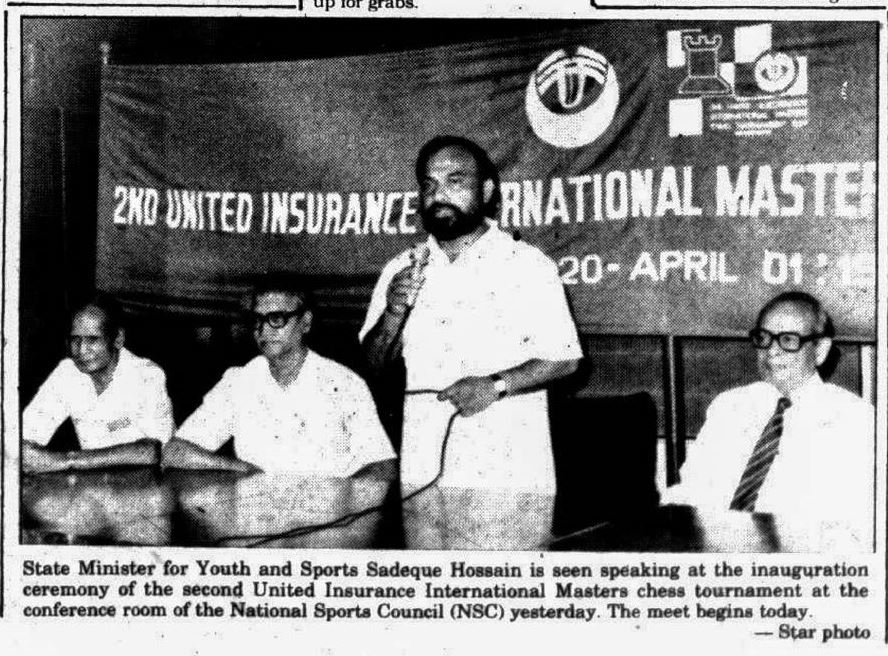 up for grabs.
2ND UNITED INSURANCE RNATIONAL MASTE
20- APRIL 01:
State Minister for Youth and Sports Sadeque Hossain is seen speaking at the inauguration
ceremony of the second United Insurance International Masters chess tournament at the
conference room of the National Sports Council (NSC) yesterday. The meet begins today.
— Star photo